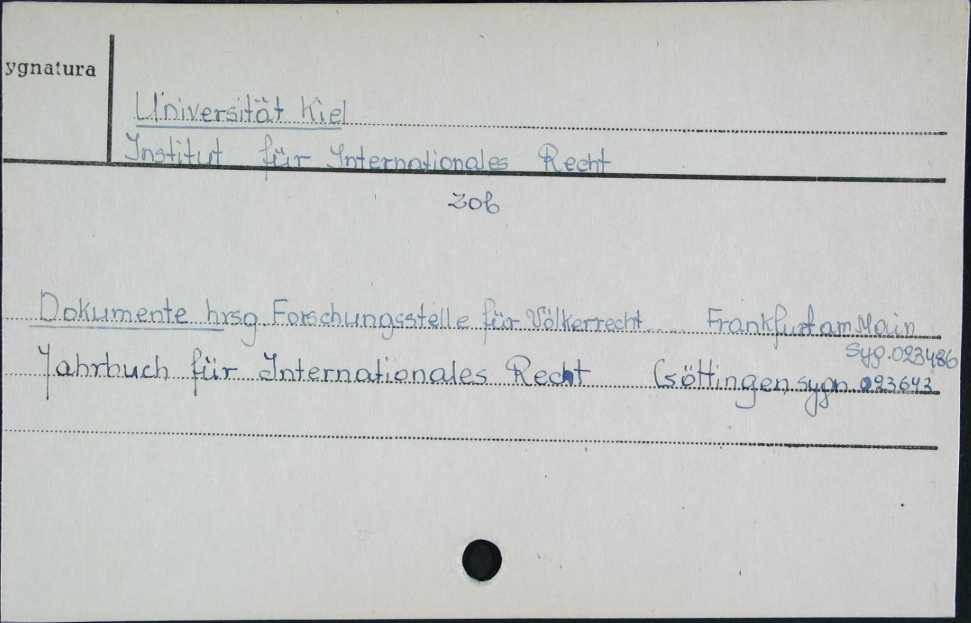 ygnatura
Universität Kiel
Institut für Internationales Recht
zob
Dokumente hrsg. Forschungsstelle für Völkerrecht Frankfurt am Main
Syg. 023486
Jahrbuch für Internationales Recht Göttingen, sygn. 023643